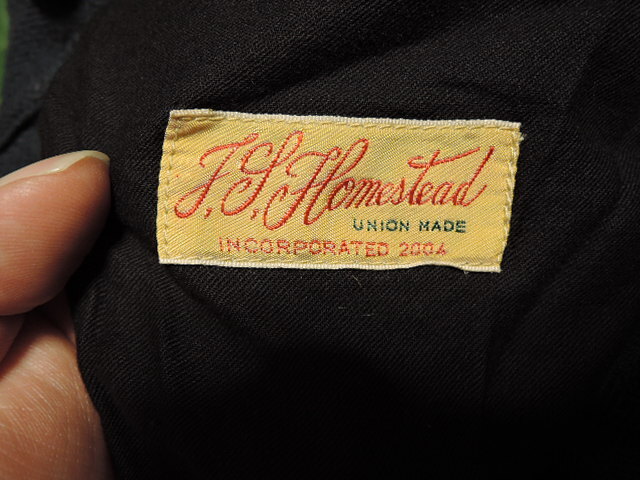 F.S. Homestead
UNION MADE
INCORPORATED 2004